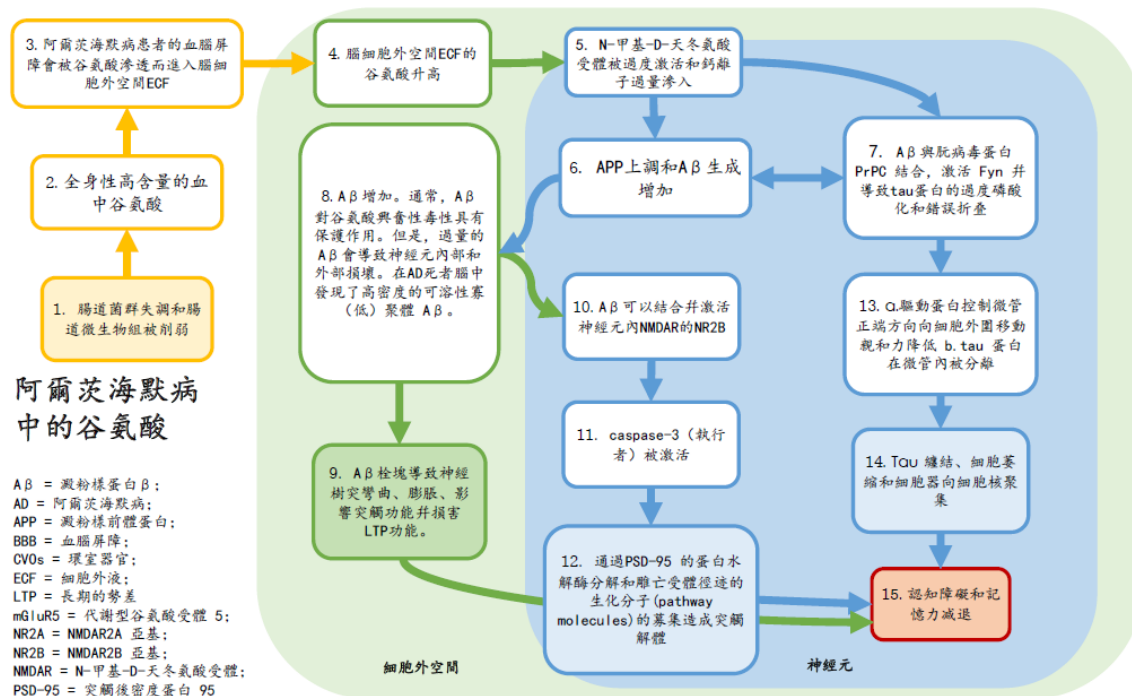 3. 阿爾茨海默病患者的血腦屏
障會被谷氨酸滲透而進入腦細
胞外空間ECF
2. 全身性高含量的血
中谷氨酸
1. 腸道菌群失調和腸
道微生物組被削弱
阿爾茨海默病
中的谷氨酸
Aβ = 澱粉樣蛋白β;
AD = 阿爾茨海默病;
APP = 澱粉樣前體蛋白;
BBB = 血腦屏障;
CVOs = 環室器官;
ECF = 細胞外液;
LTP = 長期的勢差
mGluR5 = 代謝型谷氨酸受體 5;
NR2A = NMDAR2A 亞基;
NR2B = NMDAR2B 亞基;
NMDAR = N-甲基-D-天冬氨酸受體;
PSD-95 = 突觸後密度蛋白 95
4. 腦細胞外空間ECF的
谷氨酸升高
5. N-甲基-D-天冬氨酸
受體被過度激活和鈣離
子過量滲入
6. APP上調和Aβ生成
增加
7. Aβ與朊病毒蛋白
PrPC 結合, 激活 Fyn 并
導致tau蛋白的過度磷酸
化和錯誤折叠
8. Aβ增加。通常, Aβ
對谷氨酸興奮性毒性具有
保護作用。但是, 過量的
Aβ會導致神經元內部和
外部損壞。在AD死者腦中
發現了高密度的可溶性寡
(低) 聚體 Aβ。
9. Aβ栓塊導致神經
樹突彎曲、膨脹、影
響突觸功能并損害
LTP功能。
10. Aβ可以結合并激活
神經元內NMDAR的NR2B
11. caspase-3 (執行
者) 被激活
12. 通過PSD-95 的蛋白水
解酶分解和雕亡受體徑迹的
生化分子(pathway
molecules)的募集造成突觸
解體
13. a.驅動蛋白控制微管
正端方向向細胞外圍移動
親和力降低 b.tau 蛋白
在微管內被分離
14. Tau 纏結、細胞萎
縮和細胞器向細胞核聚
集
15. 認知障礙和記
憶力减退
細胞外空間
神經元